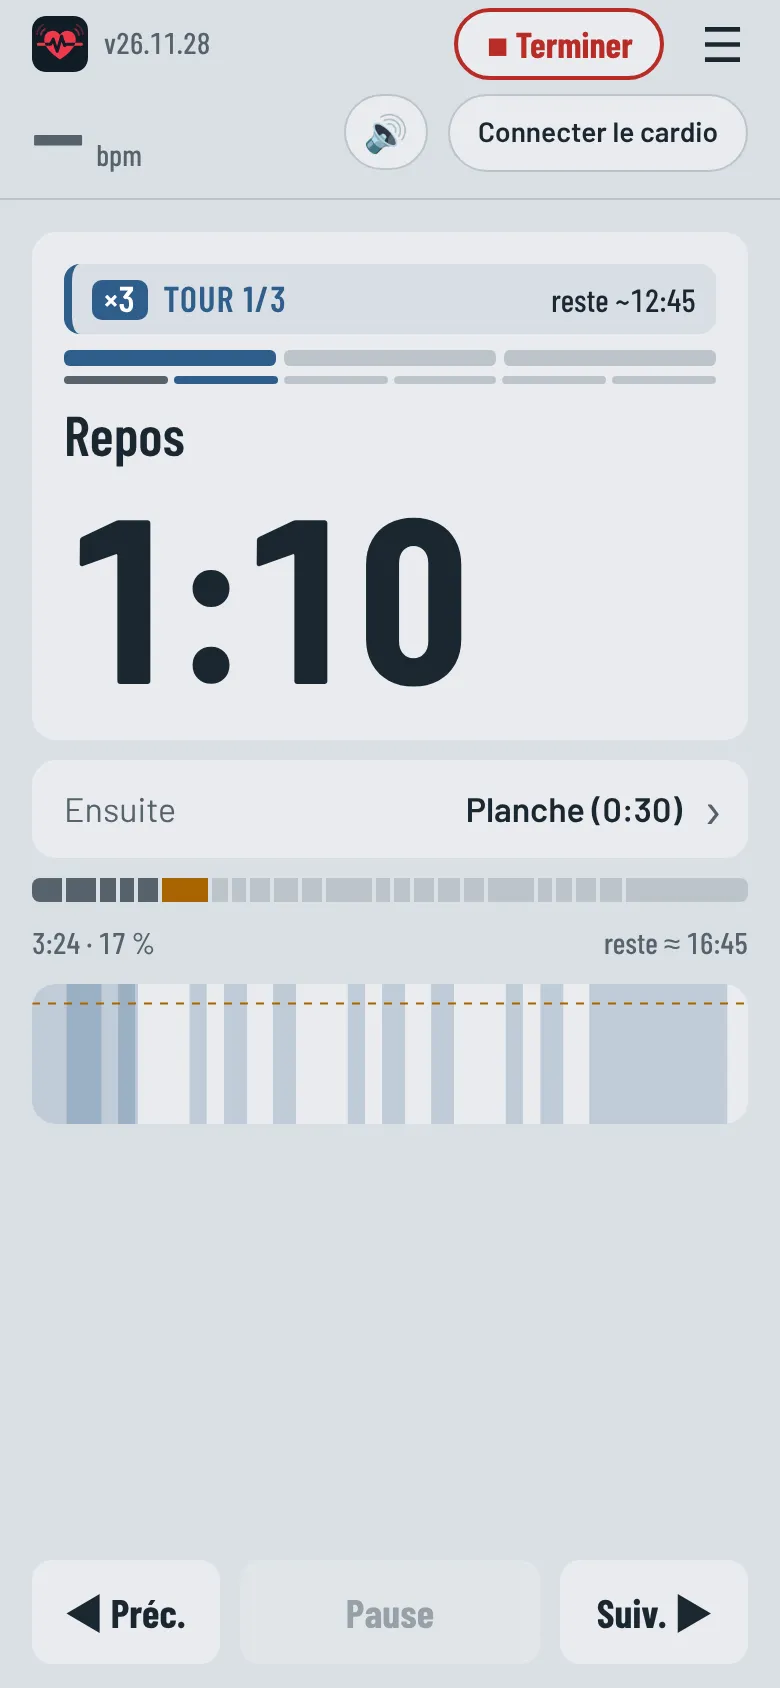 v26.11.28
■ Terminer
☰
— bpm
🔊
Connecter le cardio
×3 TOUR 1/3 reste ~12:45
Repos
1:10
Ensuite Planche (0:30) ›
3:24 · 17 % reste ≈ 16:45
◀ Préc. Pause Suiv. ▶